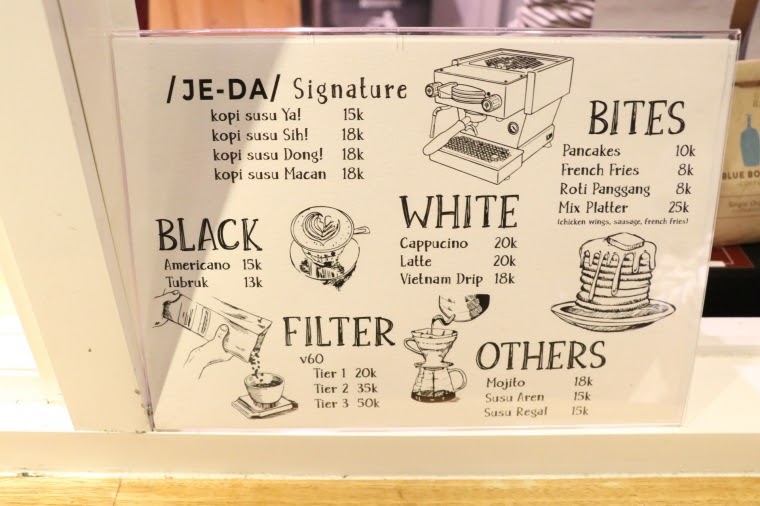 /JE-DA/ Signature
kopi susu Ya! 15k
kopi susu Sih! 18k
kopi susu Dong! 18k
kopi susu Macan 18k
BITES
Pancakes 10k
French Fries 8k
Roti Panggang 8k
Mix Platter 25k
(chicken wings, sausage, french fries)
WHITE
Cappucino 20k
Latte 20k
Vietnam Drip 18k
BLACK
Americano 15k
Tubruk 13k
FILTER
v60
Tier 1 20k
Tier 2 35k
Tier 3 50k
OTHERS
Mojito 18k
Susu Aren 15k
Susu Regal 15k
BLUE BO